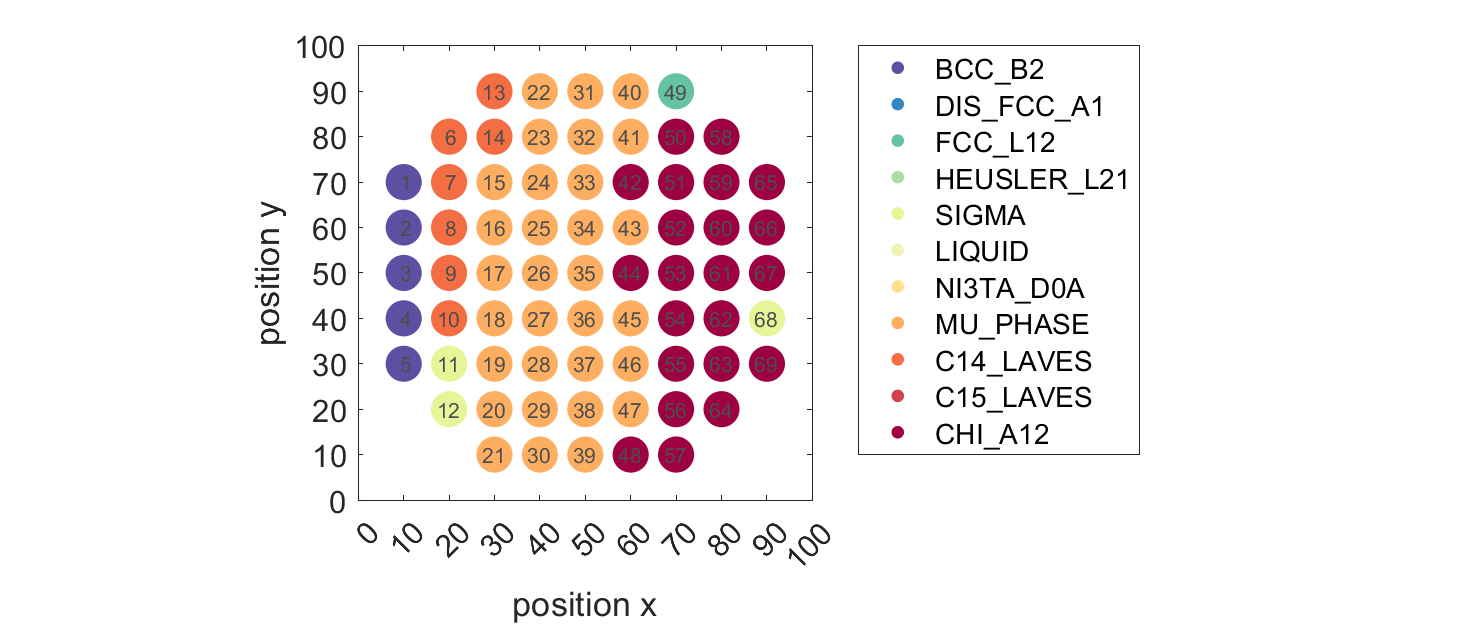 100
90
80
70
60
50
40
30
20
10
0
position y
13 22 31 40 49
6 14 23 32 41 50 58
1 7 15 24 33 42 51 59 65
2 8 16 25 34 43 52 60 66
3 9 17 26 35 44 53 61 67
4 10 18 27 36 45 54 62 68
5 11 19 28 37 46 55 63 69
12 20 29 38 47 56 64
21 30 39 48 57
0 10 20 30 40 50 60 70 80 90 100
position x
BCC_B2
DIS_FCC_A1
FCC_L12
HEUSLER_L21
SIGMA
LIQUID
NI3TA_D0A
MU_PHASE
C14_LAVES
C15_LAVES
CHI_A12